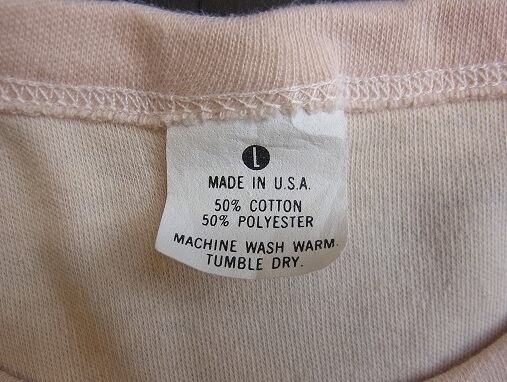 L
MADE IN U.S.A.
50% COTTON
50% POLYESTER
MACHINE WASH WARM.
TUMBLE DRY.